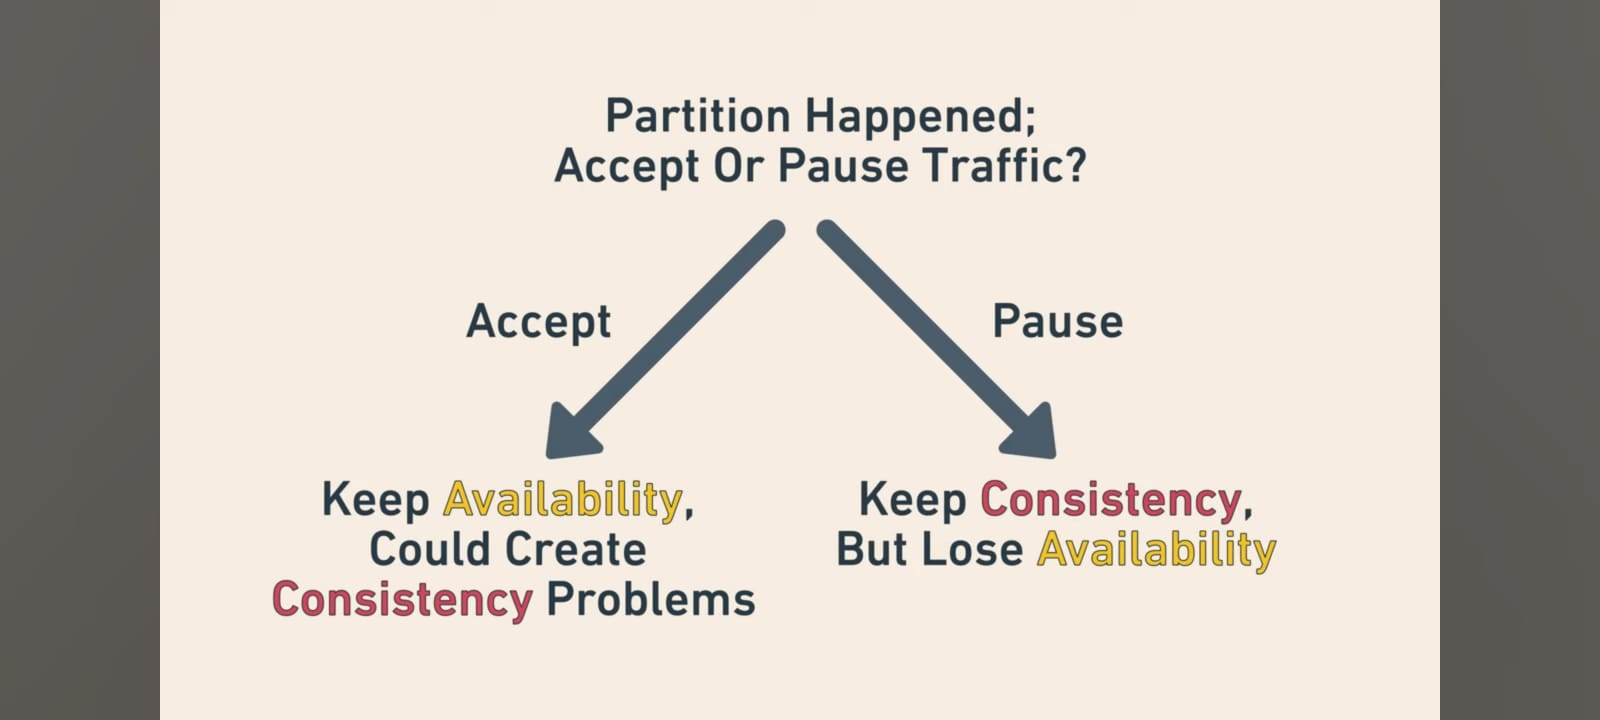 Partition Happened;
Accept Or Pause Traffic?
Accept
Pause
Keep Availability,
Could Create
Consistency Problems
Keep Consistency,
But Lose Availability